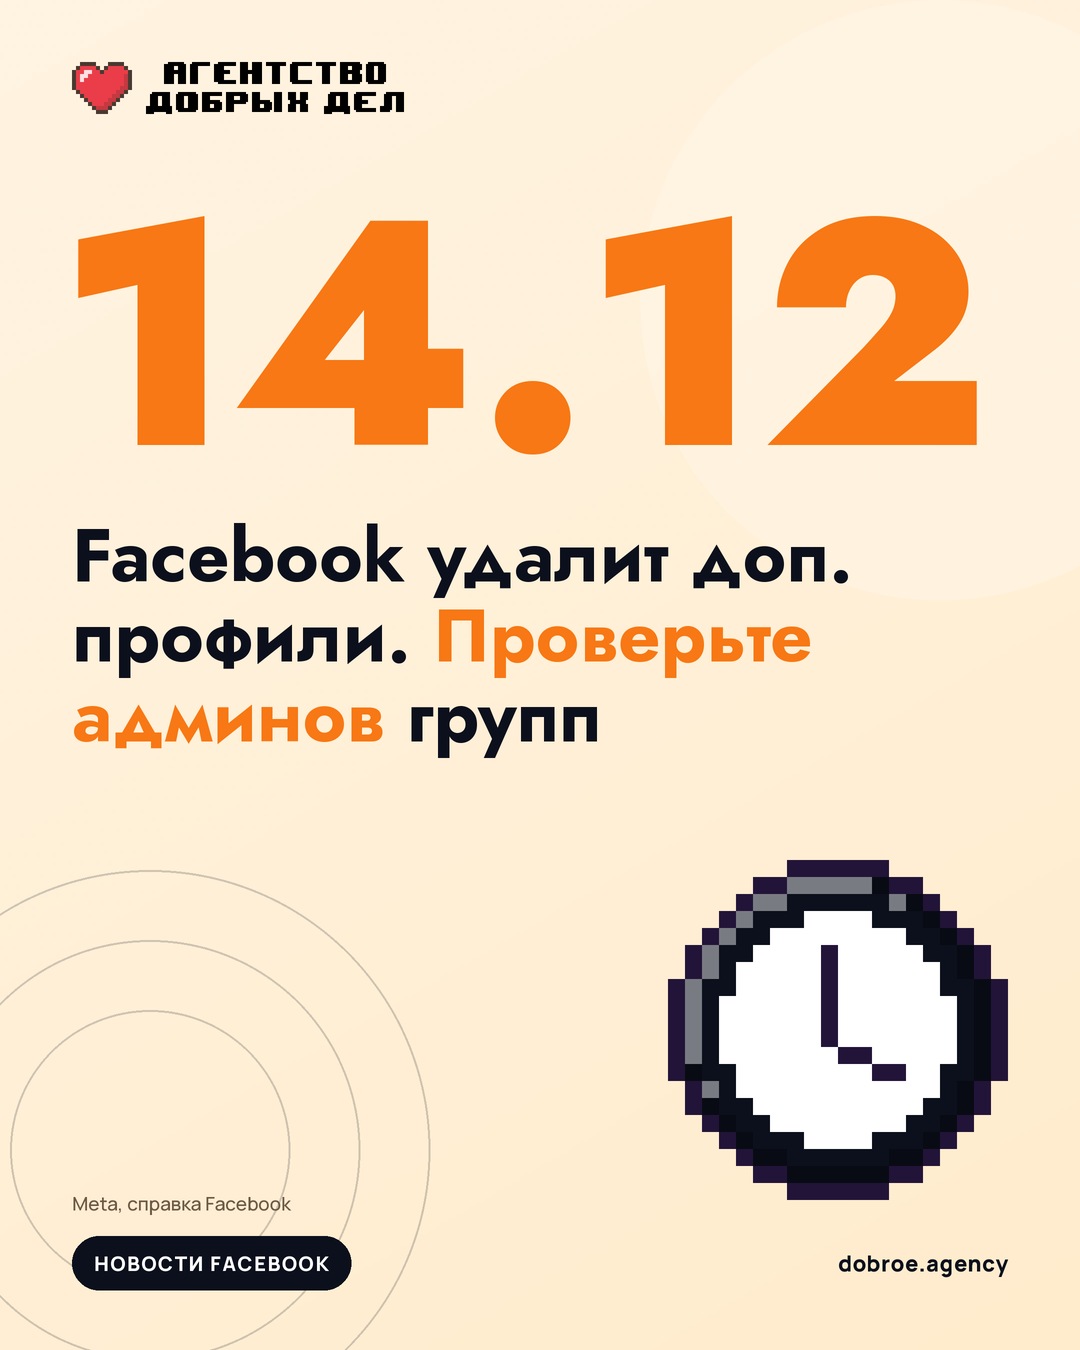 АГЕНТСТВО
ДОБРЫХ ДЕЛ
14.12
Facebook удалит доп.
профили. Проверьте
админов групп
Meta, справка Facebook
НОВОСТИ FACEBOOK
dobroe.agency